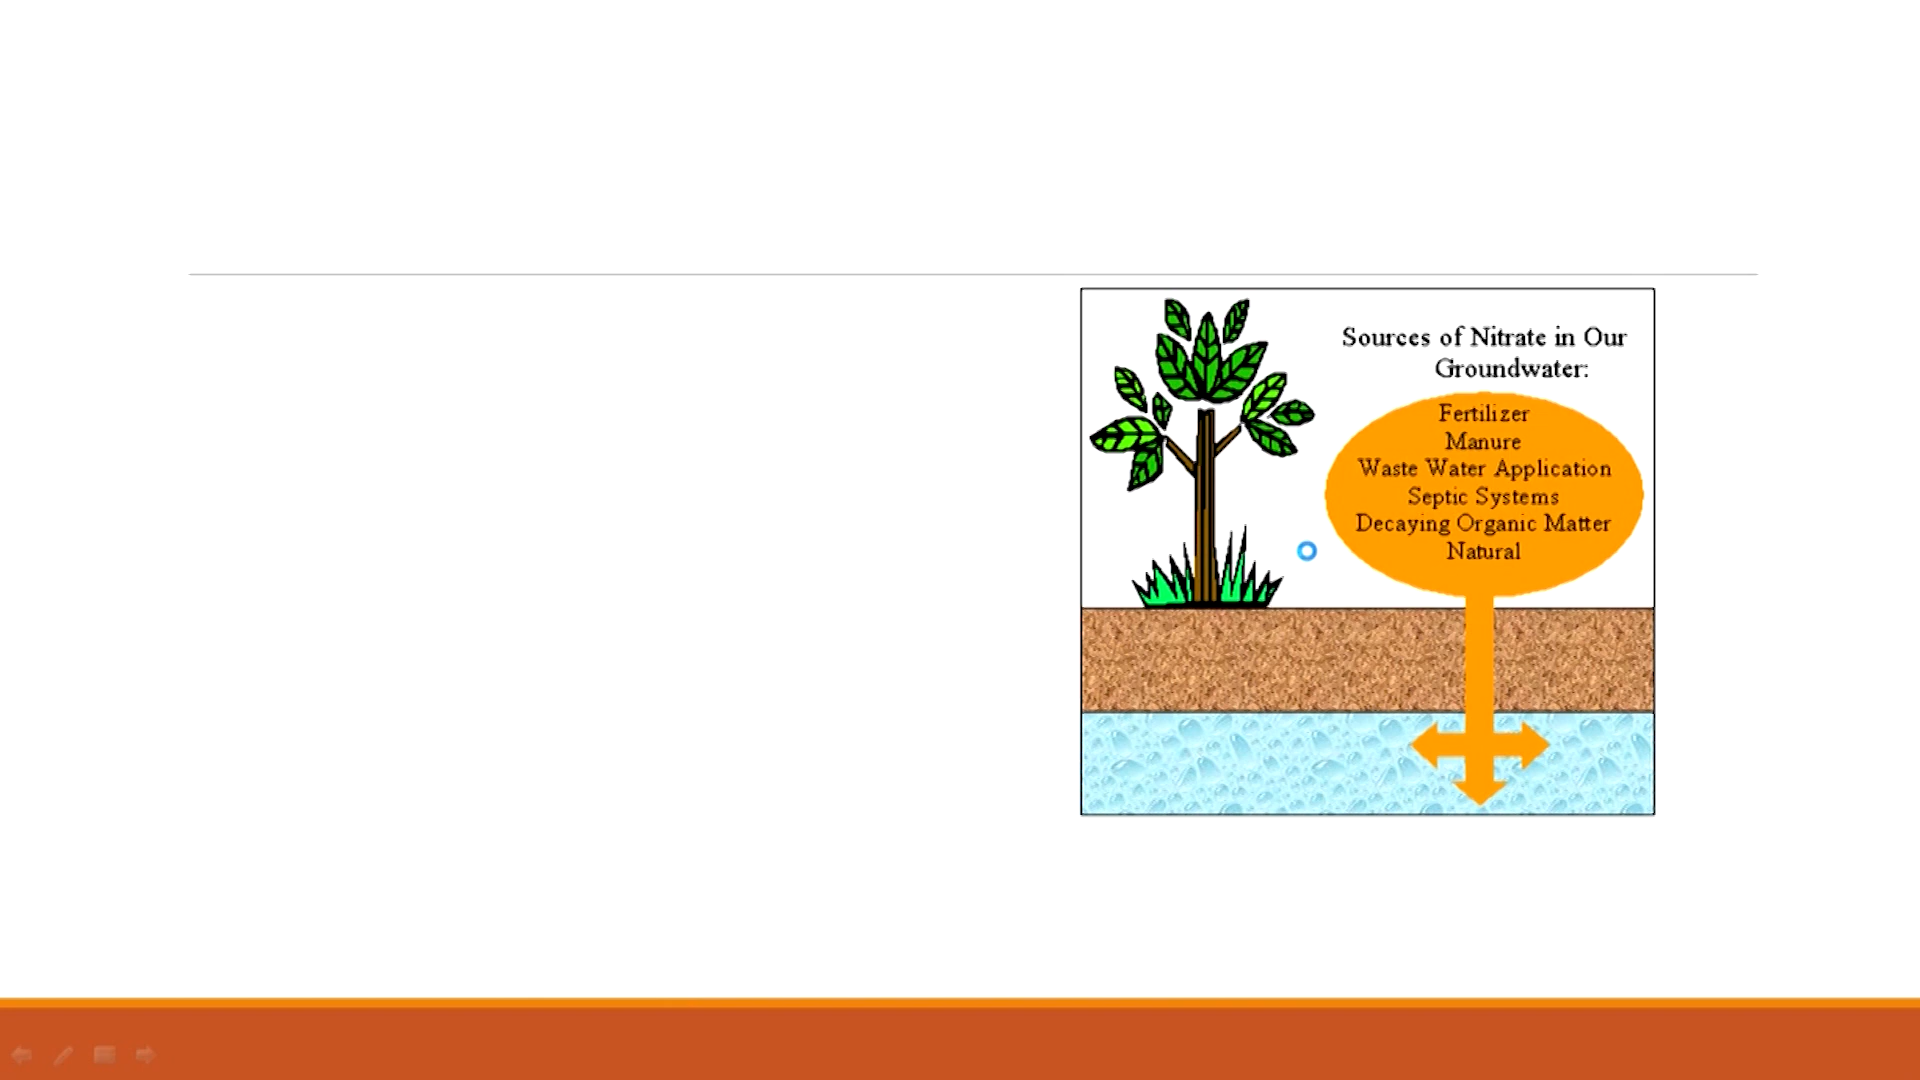 Sources of Nitrate in Our
Groundwater:
Fertilizer
Manure
Waste Water Application
Septic Systems
Decaying Organic Matter
Natural